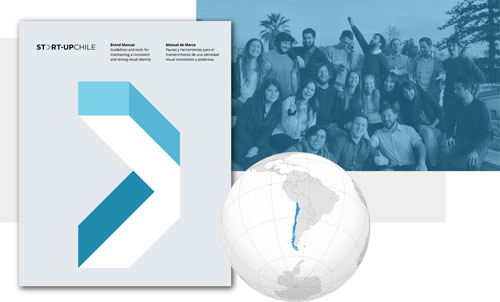 START-UPCHILE
Brand Manual
Guidelines and tools for
maintaining a consistent
and strong visual identity
Manual de Marca
Pautas y herramientas para el
mantenimiento de una identidad
visual consistente y poderosa.